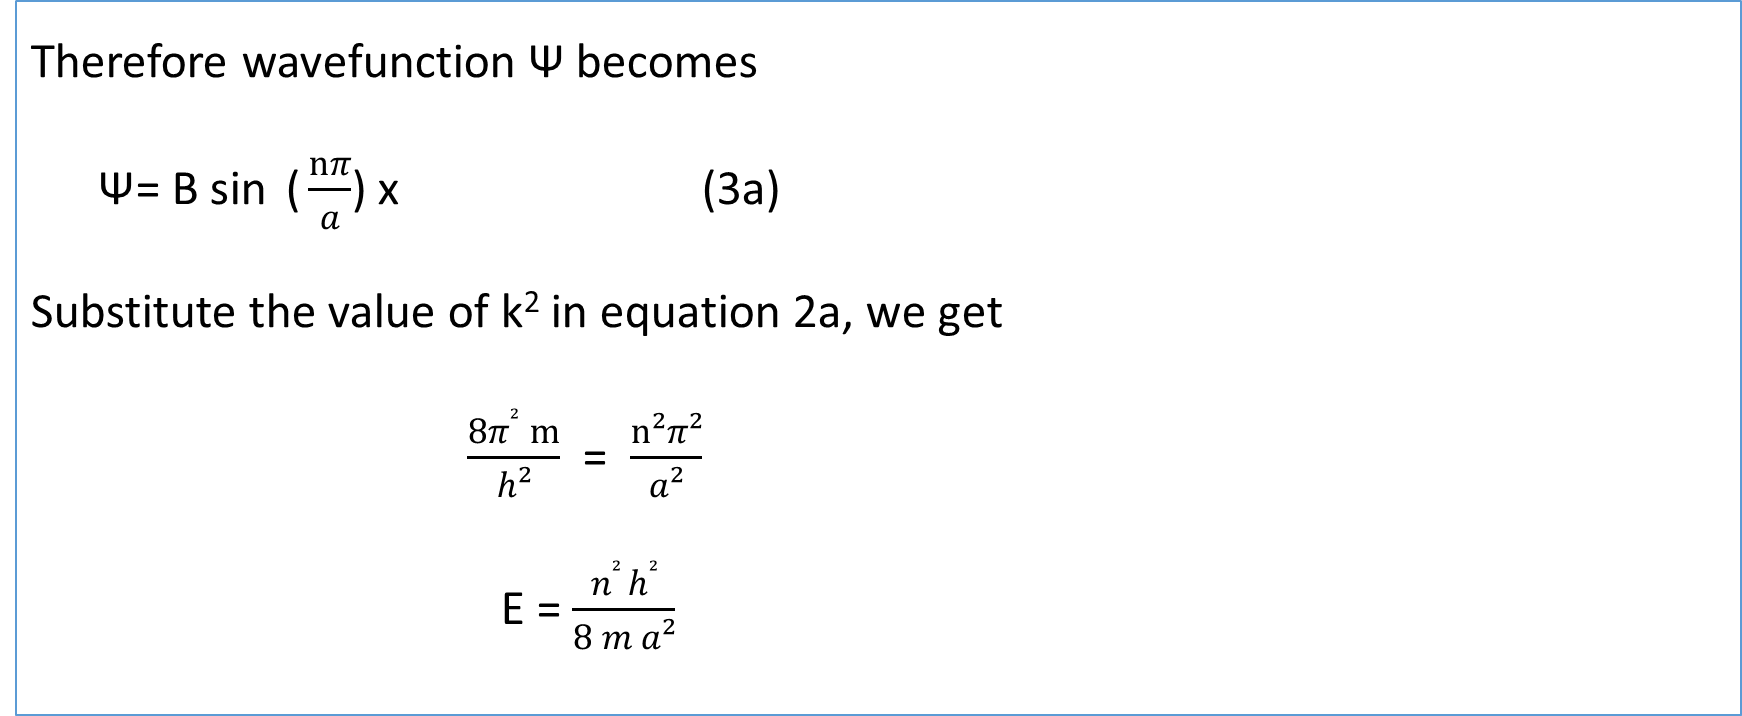 Therefore wavefunction Ψ becomes
Ψ= B sin (nπ/a) x (3a)
Substitute the value of k² in equation 2a, we get
8π² m/h² = n²π²/a²
E = n² h²/8 m a²